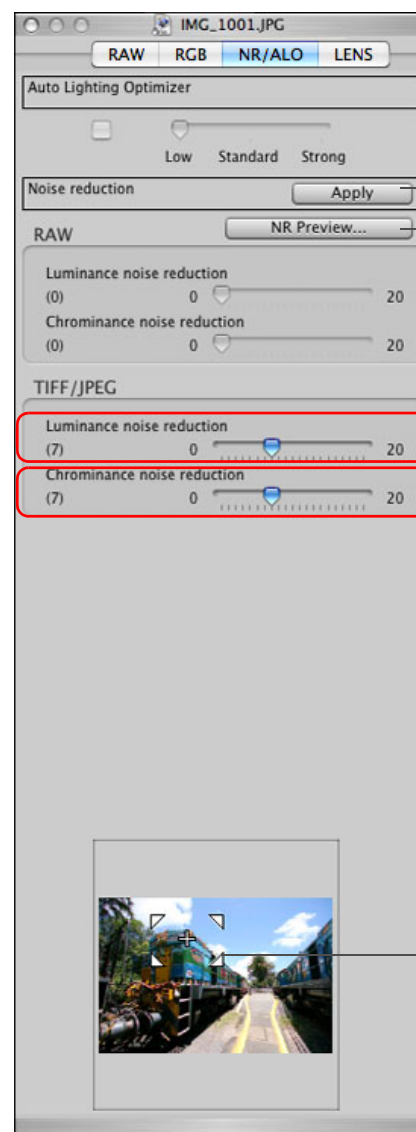 IMG_1001.JPG
RAW RGB NR/ALO LENS
Auto Lighting Optimizer
Low Standard Strong
Noise reduction Apply
RAW NR Preview...
Luminance noise reduction
(0) 0 20
Chrominance noise reduction
(0) 0 20
TIFF/JPEG
Luminance noise reduction
(7) 0 20
Chrominance noise reduction
(7) 0 20